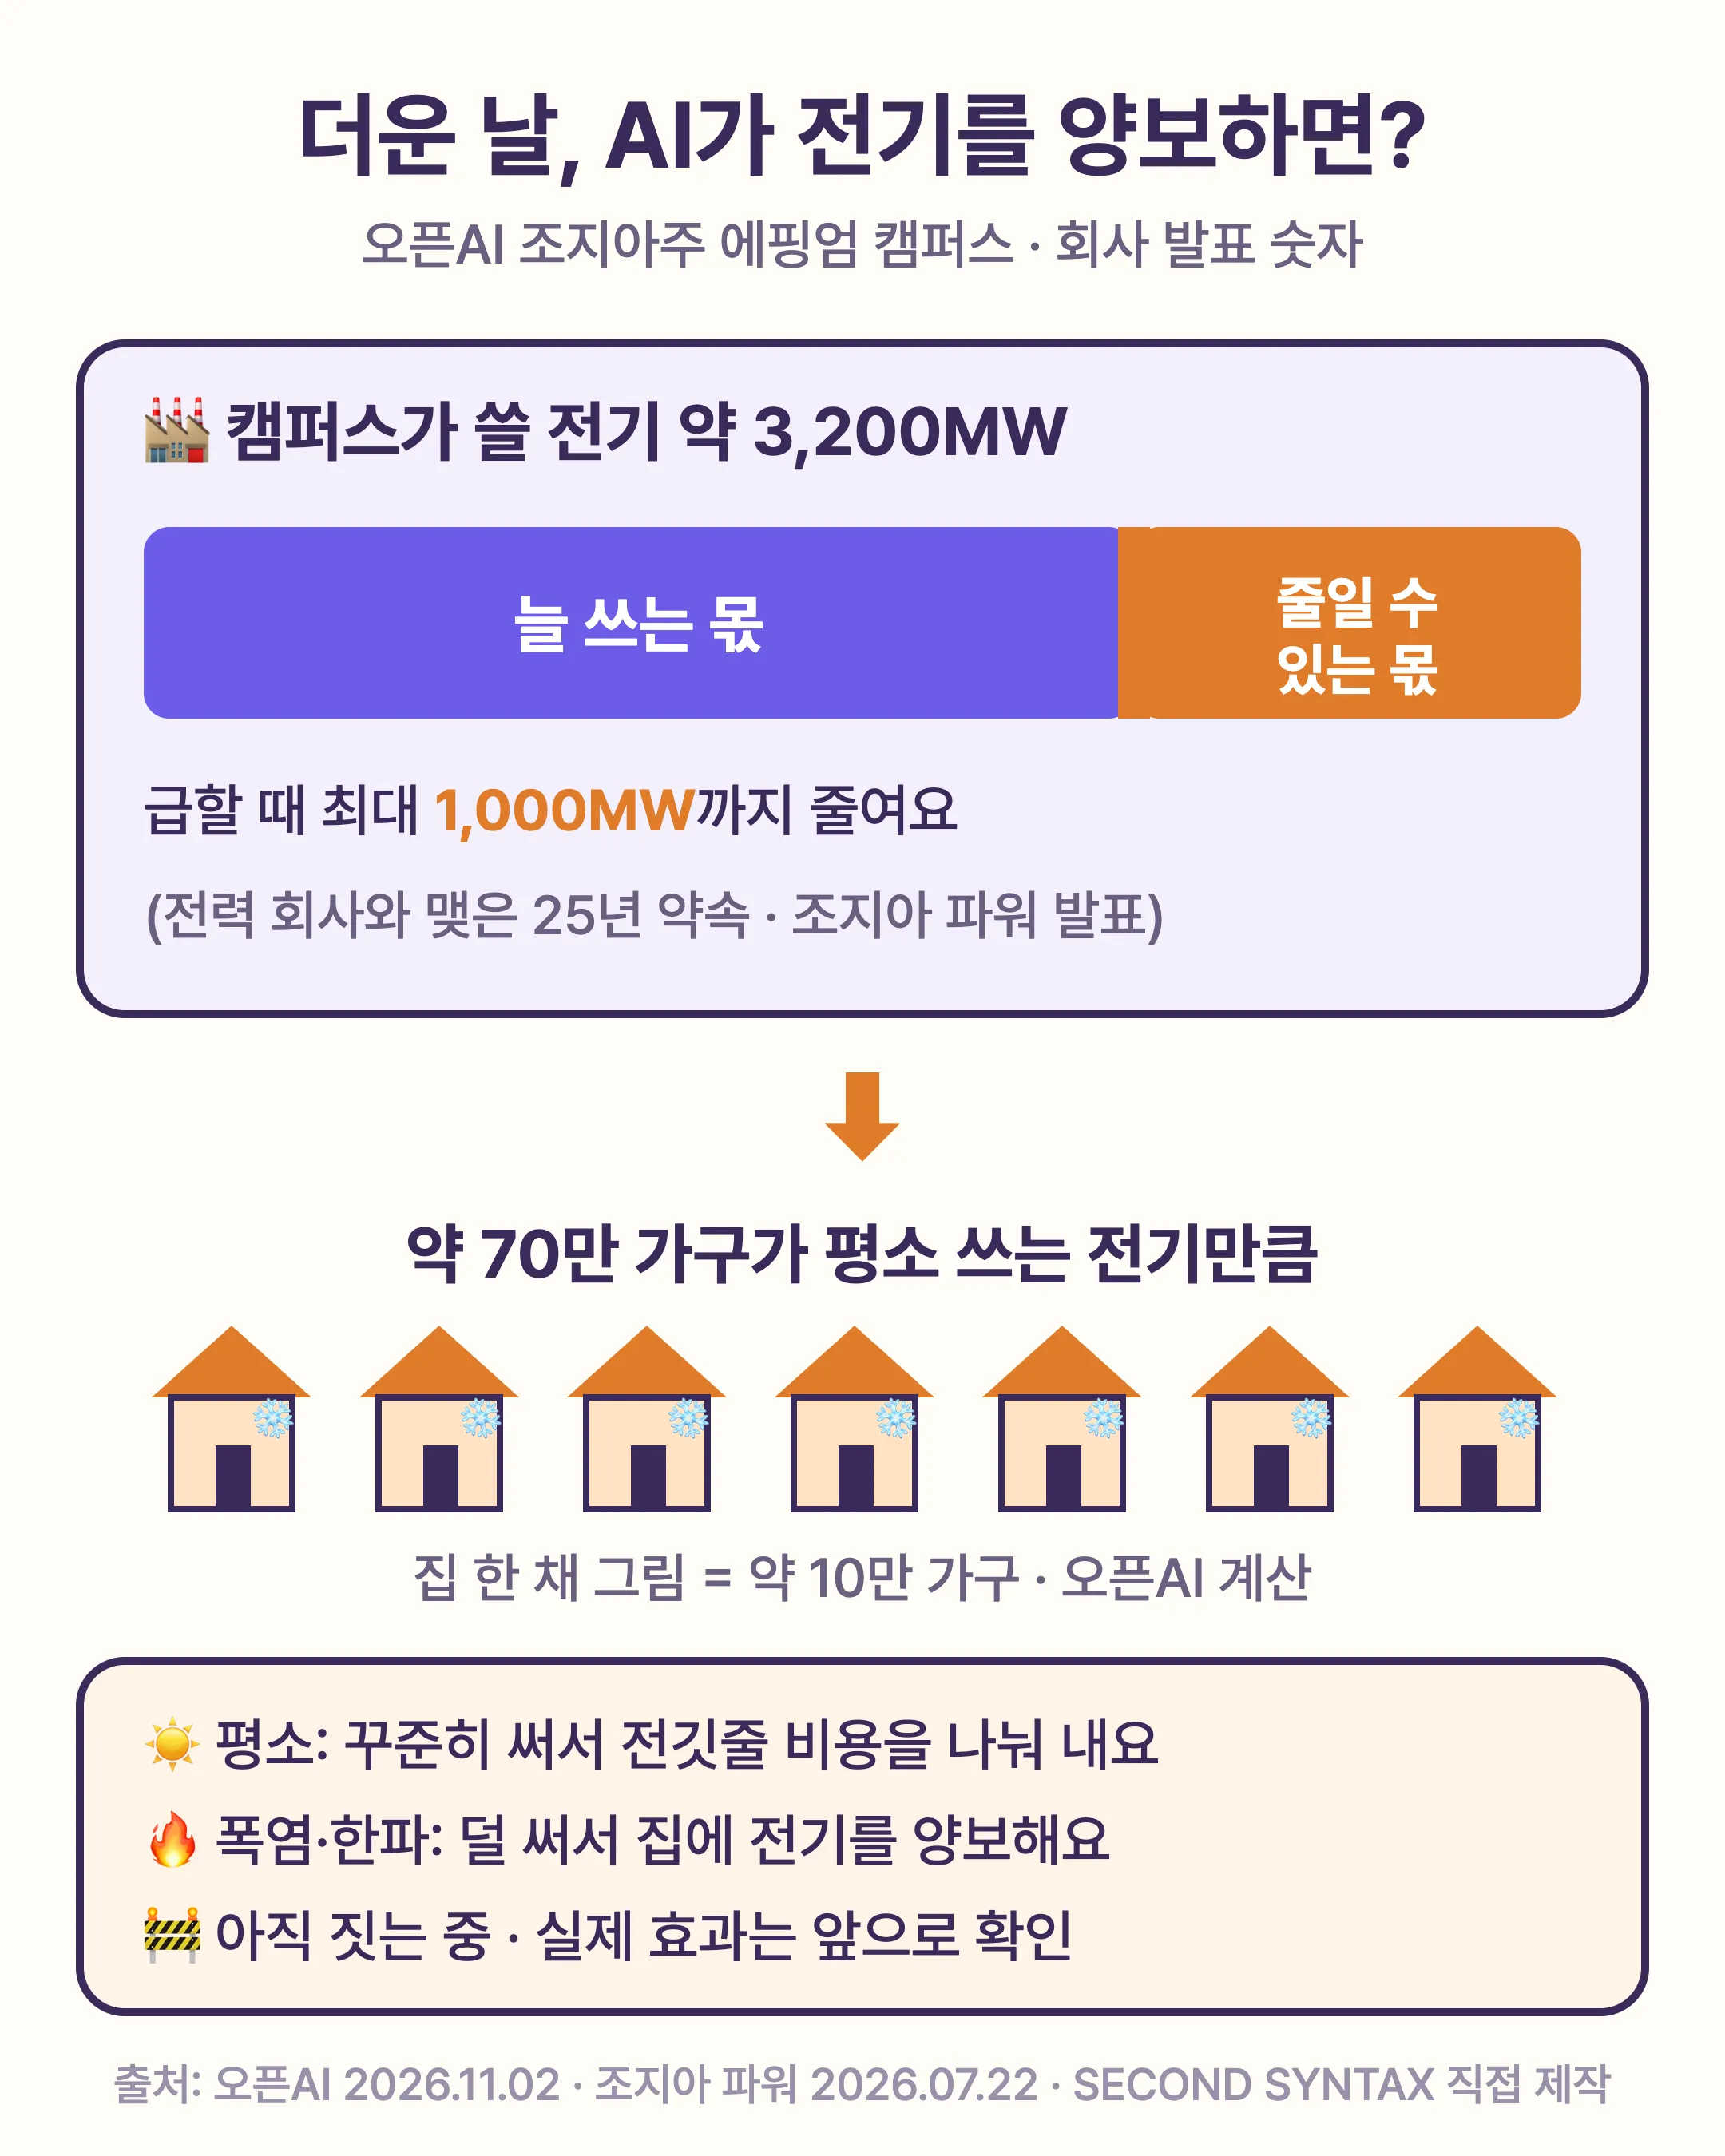 더운 날, AI가 전기를 양보하면?
오픈AI 조지아주 에핑엄 캠퍼스 · 회사 발표 숫자
캠퍼스가 쓸 전기 약 3,200MW
늘 쓰는 몫
줄일 수
있는 몫
급할 때 최대 1,000MW까지 줄여요
(전력 회사와 맺은 25년 약속 · 조지아 파워 발표)
약 70만 가구가 평소 쓰는 전기만큼
집 한 채 그림 = 약 10만 가구 · 오픈AI 계산
평소: 꾸준히 써서 전깃줄 비용을 나눠 내요
폭염·한파: 덜 써서 집에 전기를 양보해요
아직 짓는 중 · 실제 효과는 앞으로 확인
출처: 오픈AI 2026.11.02 · 조지아 파워 2026.07.22 · SECOND SYNTAX 직접 제작